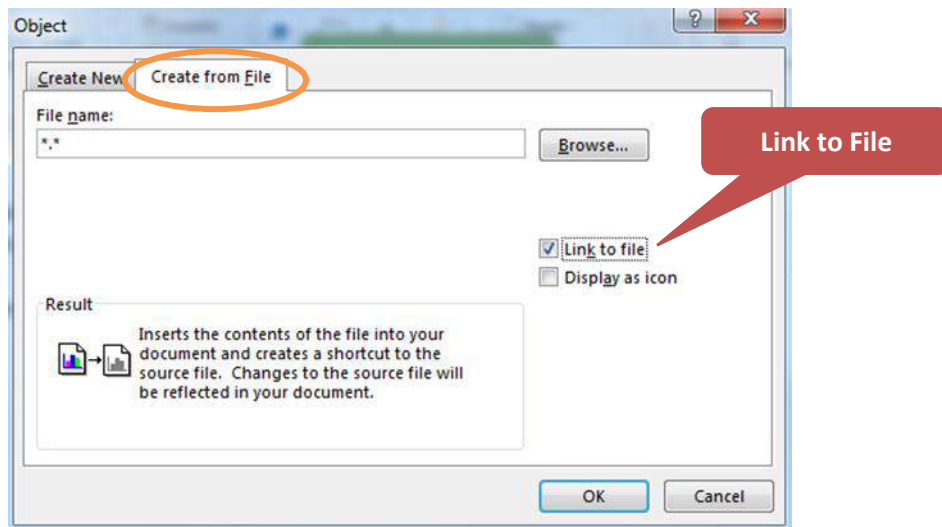 Object
Create New
Create from File
File name:
*.*
Browse...
Link to File
Link to file
Display as icon
Result
Inserts the contents of the file into your
document and creates a shortcut to the
source file. Changes to the source file will
be reflected in your document.
OK
Cancel